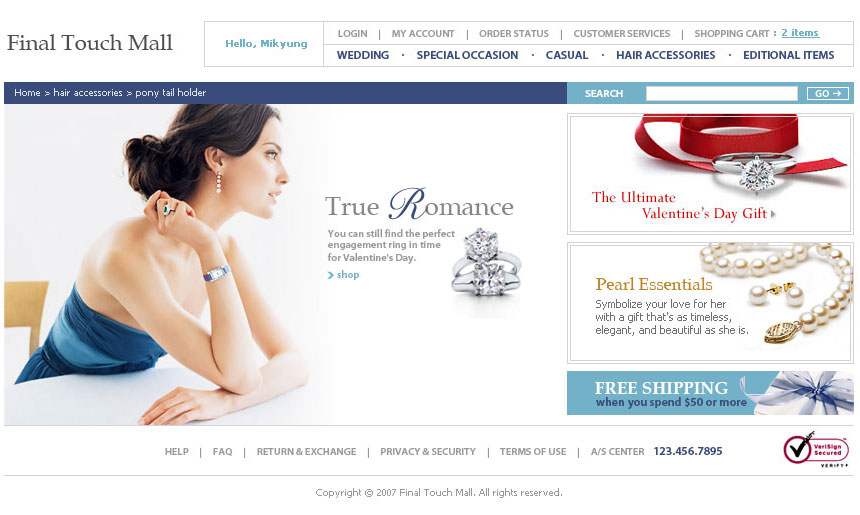 Final Touch Mall
Hello, Mikyung
LOGIN | MY ACCOUNT | ORDER STATUS | CUSTOMER SERVICES | SHOPPING CART : 2 items
WEDDING · SPECIAL OCCASION · CASUAL · HAIR ACCESSORIES · EDITIONAL ITEMS
Home > hair accessories > pony tail holder
SEARCH GO →
True Romance
You can still find the perfect
engagement ring in time
for Valentine's Day.
shop
The Ultimate
Valentine's Day Gift
Pearl Essentials
Symbolize your love for her
with a gift that's as timeless,
elegant, and beautiful as she is.
FREE SHIPPING
when you spend $50 or more
HELP | FAQ | RETURN & EXCHANGE | PRIVACY & SECURITY | TERMS OF USE | A/S CENTER 123.456.7895
VeriSign
Secured
VERIFY
Copyright © 2007 Final Touch Mall. All rights reserved.